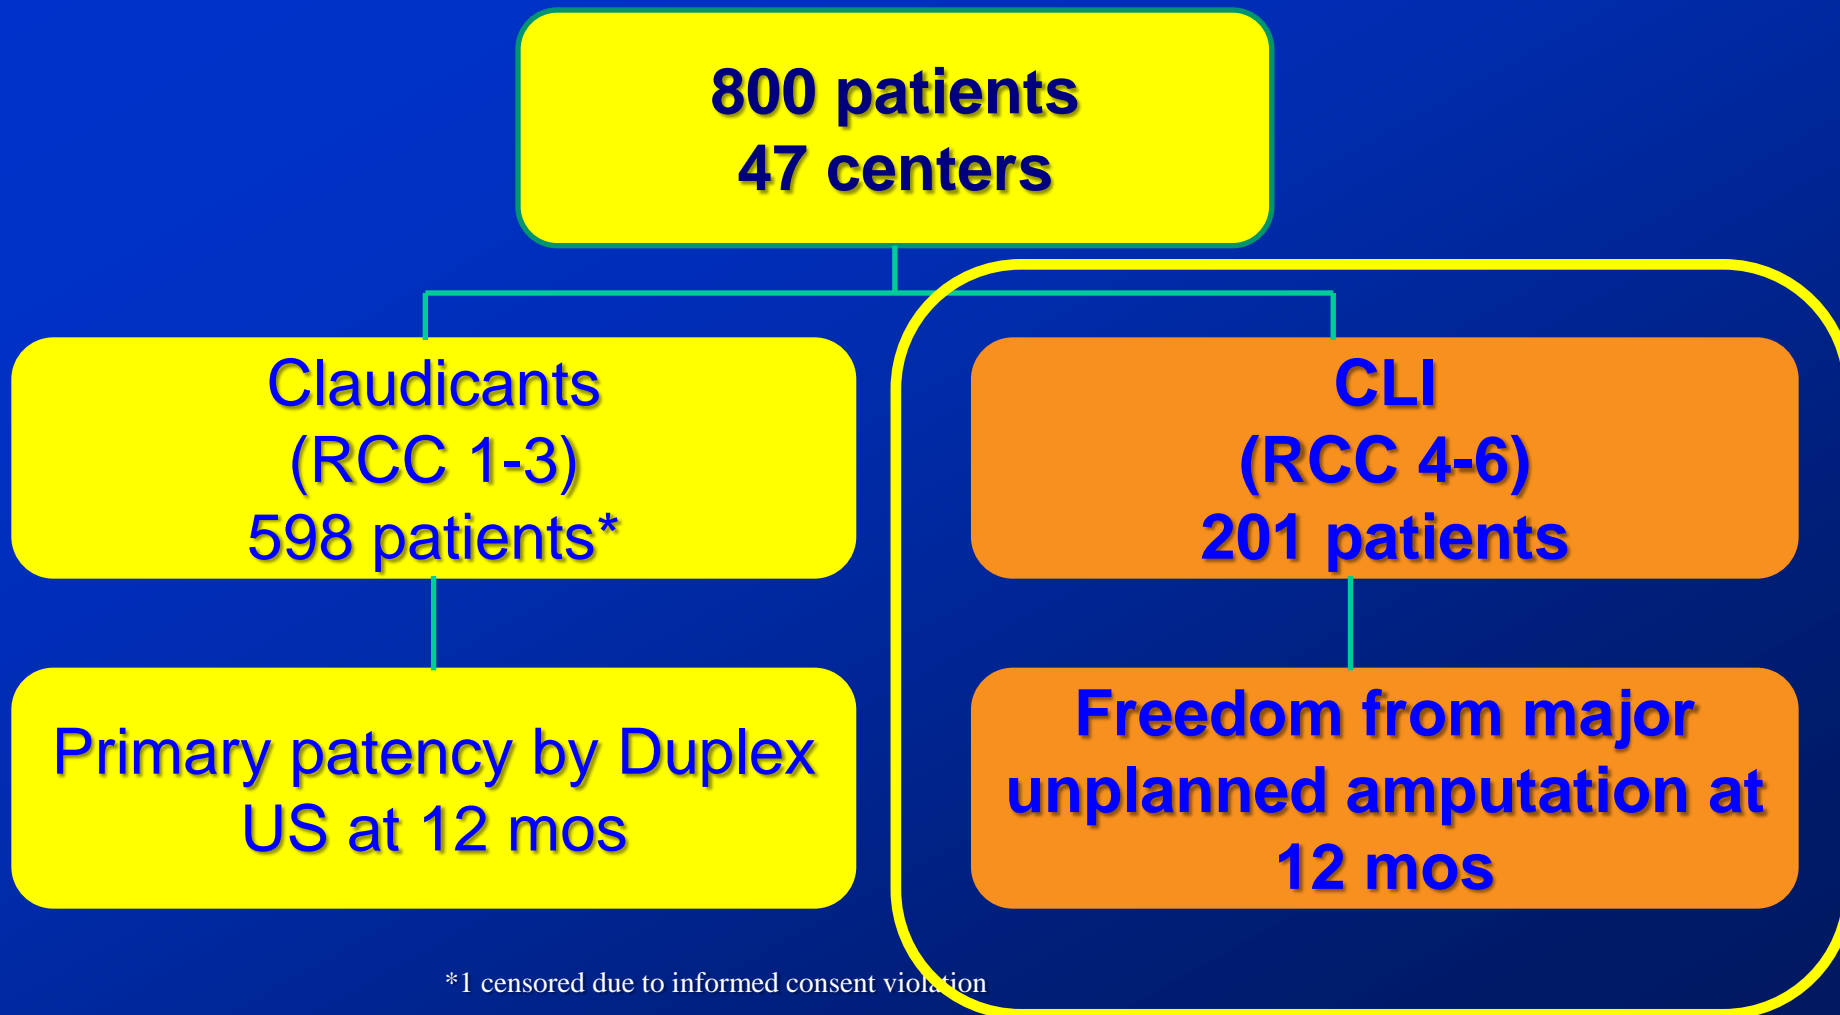 800 patients
47 centers
Claudicants
(RCC 1-3)
598 patients*
CLI
(RCC 4-6)
201 patients
Primary patency by Duplex
US at 12 mos
Freedom from major
unplanned amputation at
12 mos
*1 censored due to informed consent violation